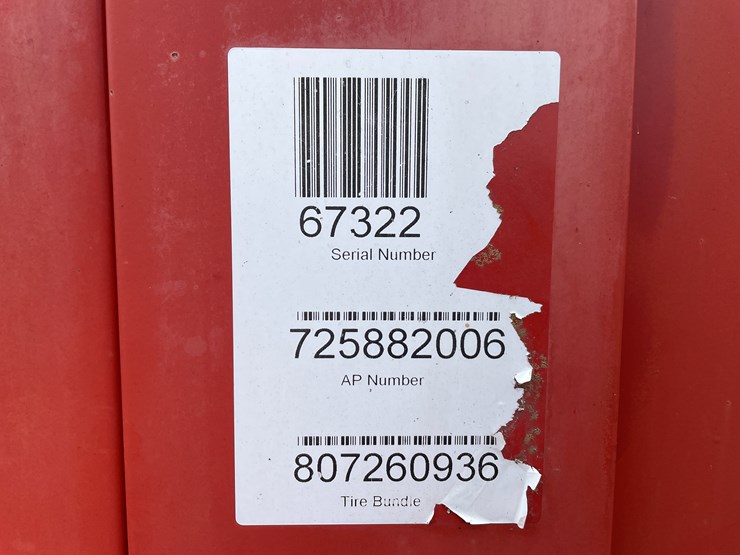 67322
Serial Number
725882006
AP Number
807260936
Tire Bundle